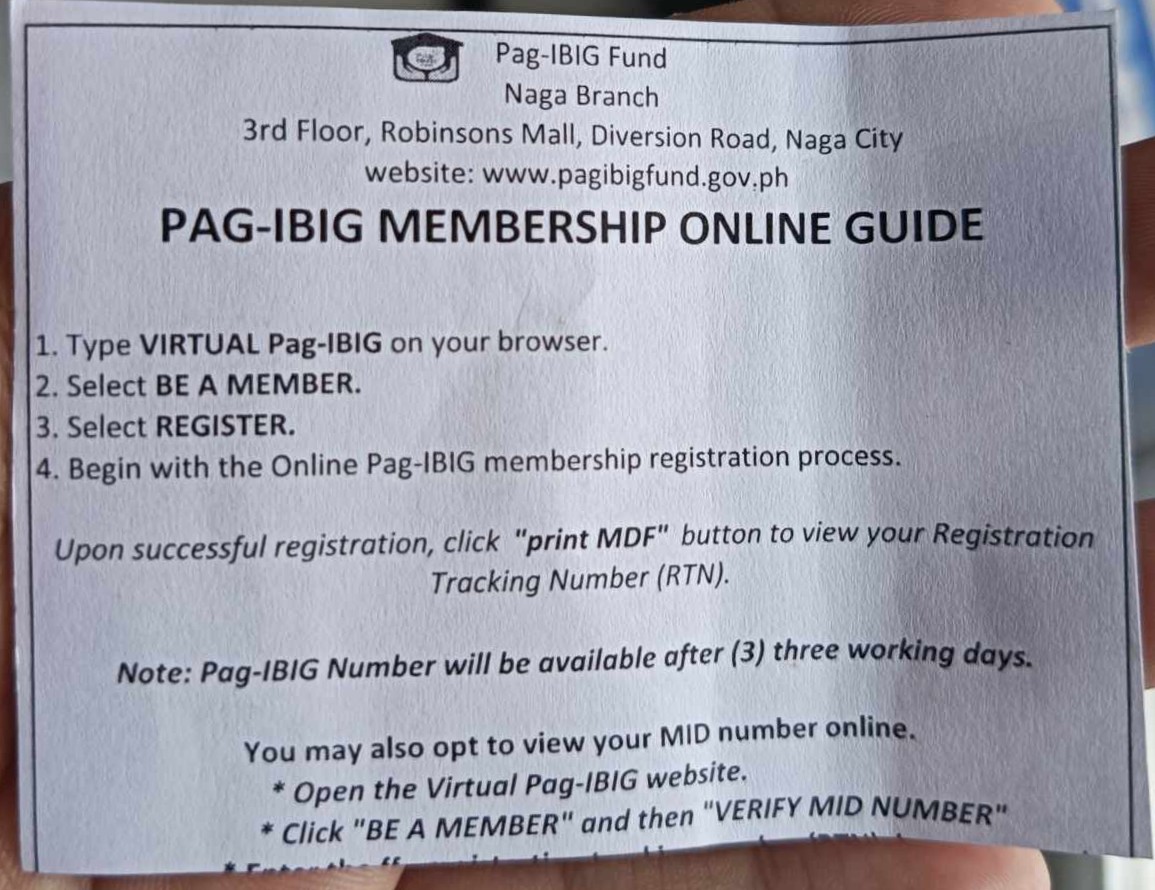 Pag-IBIG Fund
Naga Branch
3rd Floor, Robinsons Mall, Diversion Road, Naga City
website: www.pagibigfund.gov.ph
PAG-IBIG MEMBERSHIP ONLINE GUIDE
1. Type VIRTUAL Pag-IBIG on your browser.
2. Select BE A MEMBER.
3. Select REGISTER.
4. Begin with the Online Pag-IBIG membership registration process.
Upon successful registration, click "print MDF" button to view your Registration
Tracking Number (RTN).
Note: Pag-IBIG Number will be available after (3) three working days.
You may also opt to view your MID number online.
* Open the Virtual Pag-IBIG website.
* Click "BE A MEMBER" and then "VERIFY MID NUMBER"